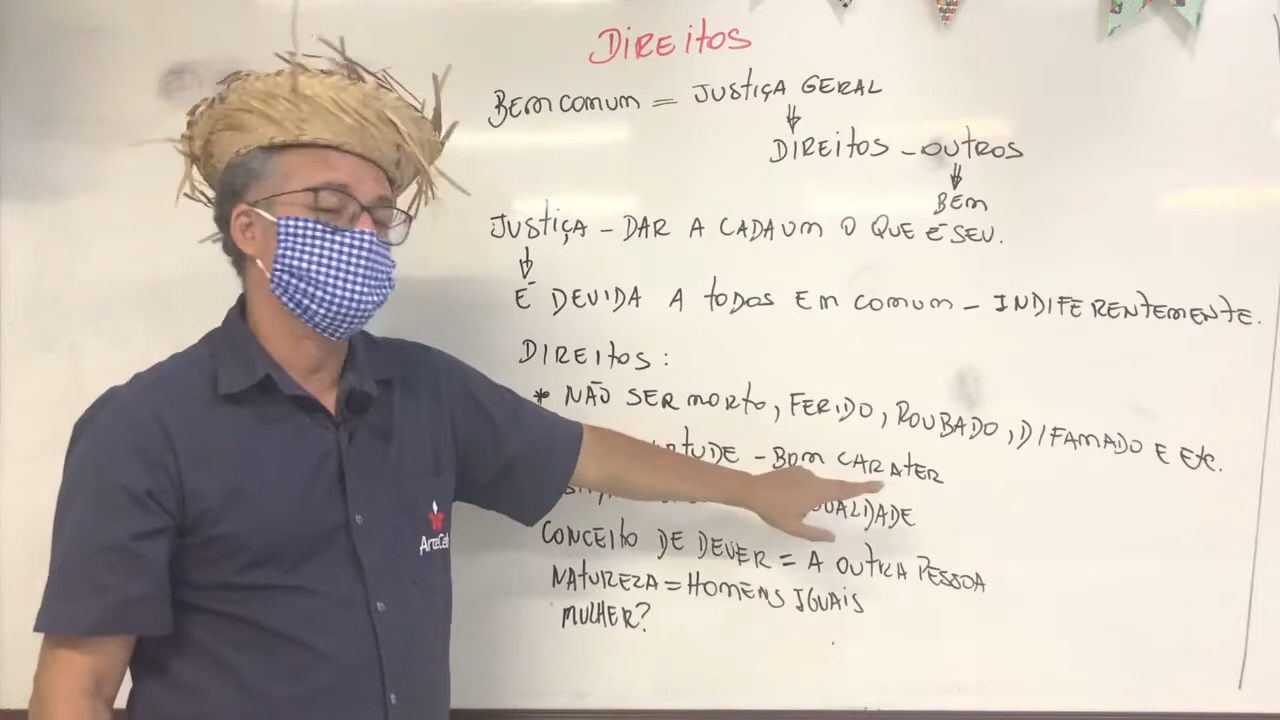 DIREITOS
BEM COMUM = JUSTIÇA GERAL
DIREITOS - OUTROS
BEM
JUSTIÇA - DAR A CADA UM O QUE É SEU.
É DEVIDA A TODOS EM COMUM - INDIFERENTEMENTE.
DIREITOS:
* NÃO SER MORTO, FERIDO, ROUBADO, DIFAMADO E ETC.
- BOM CARATER
CONCEITO DE DEVER = A OUTRA PESSOA
NATUREZA = HOMENS IGUAIS
MULHER?